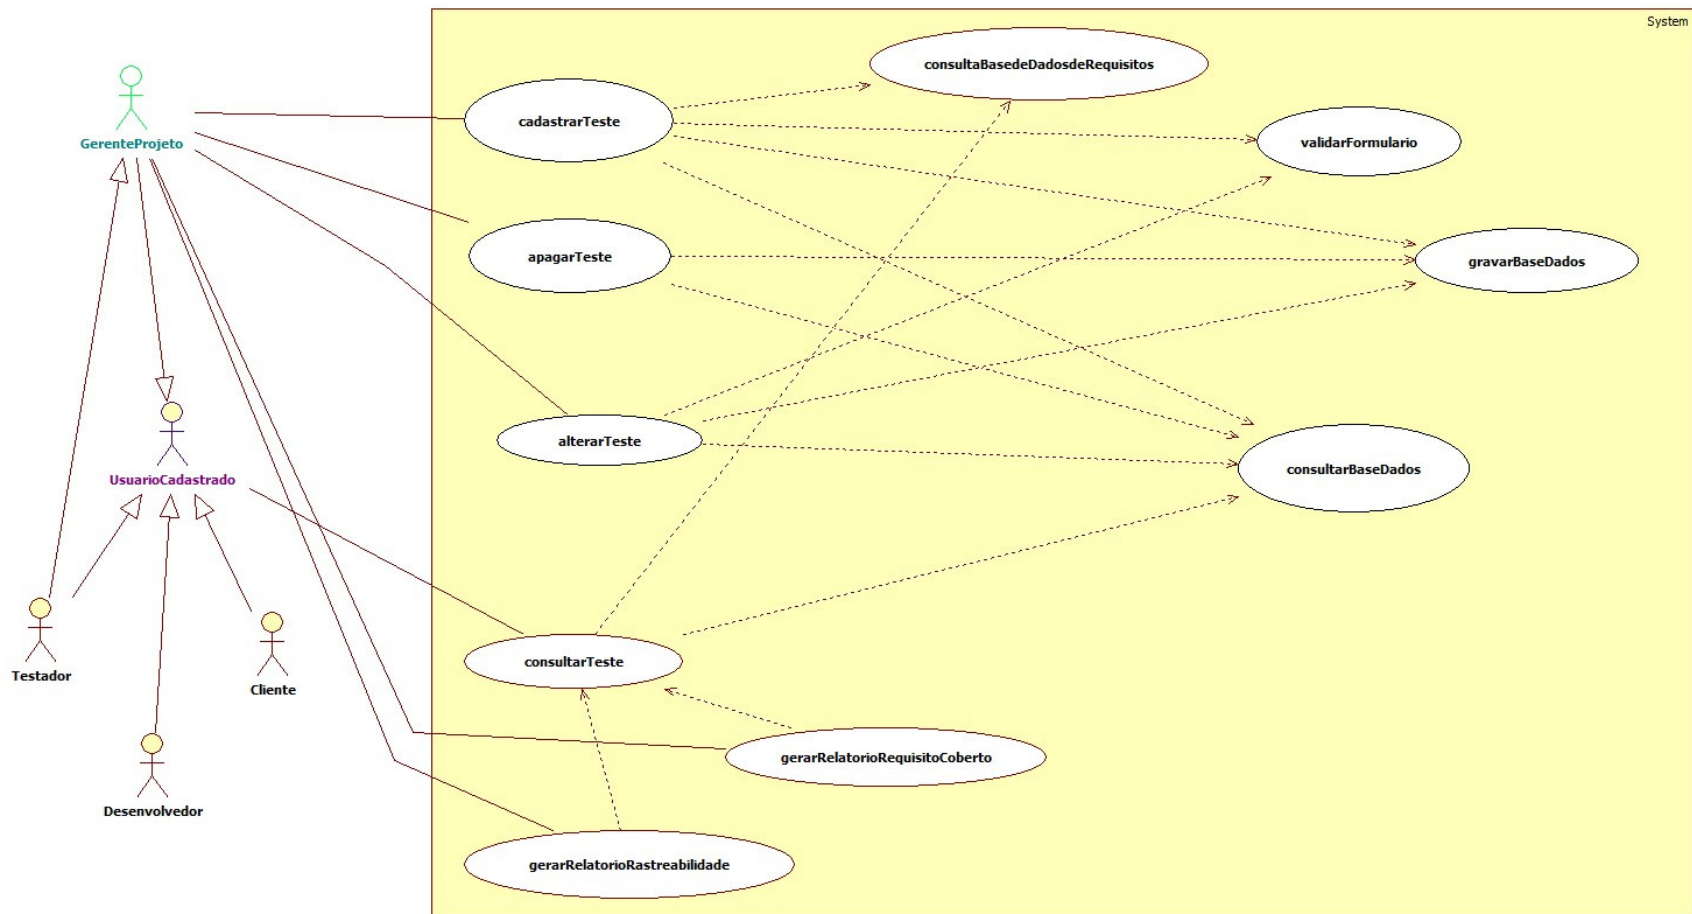 System
consultaBasedeDadosdeRequisitos
cadastrarTeste
validarFormulario
GerenteProjeto
apagarTeste
gravarBaseDados
alterarTeste
consultarBaseDados
UsuarioCadastrado
consultarTeste
Testador
Cliente
gerarRelatorioRequisitoCoberto
Desenvolvedor
gerarRelatorioRastreabilidade